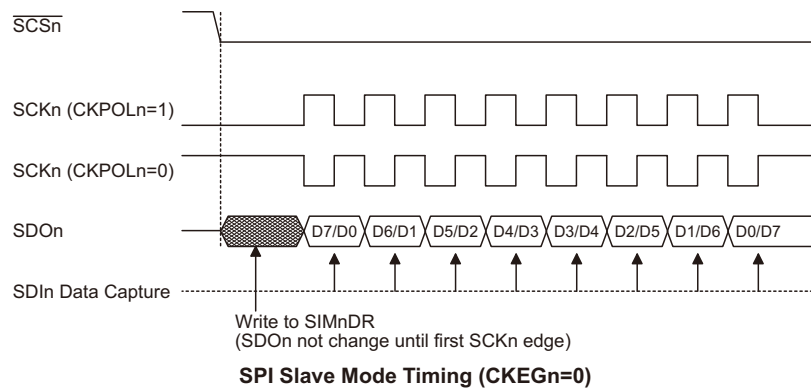 SCSn
SCKn (CKPOLn=1)
SCKn (CKPOLn=0)
SDOn
D7/D0 D6/D1 D5/D2 D4/D3 D3/D4 D2/D5 D1/D6 D0/D7
SDIn Data Capture
Write to SIMnDR
(SDOn not change until first SCKn edge)
SPI Slave Mode Timing (CKEGn=0)